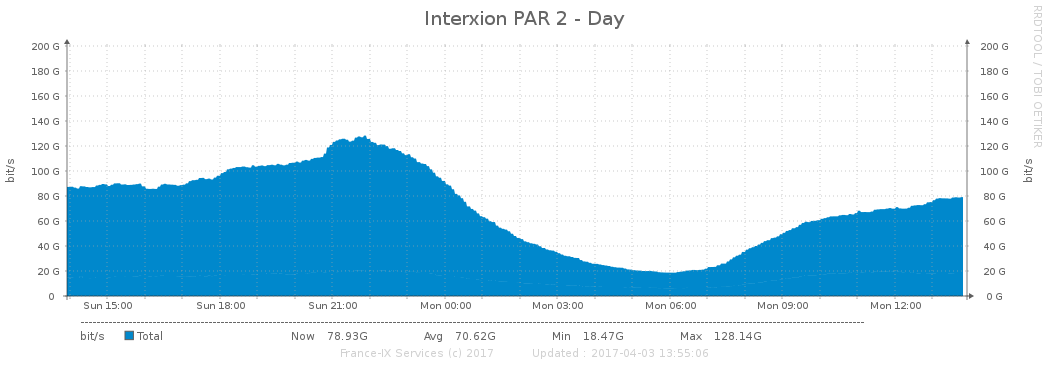 Interxion PAR 2 - Day
RRDTOOL / TOBI OETIKER
bit/s
200 G 200 G
180 G 180 G
160 G 160 G
140 G 140 G
120 G 120 G
100 G 100 G
80 G 80 G
60 G 60 G
40 G 40 G
20 G 20 G
0 0 G
bit/s
Sun 15:00 Sun 18:00 Sun 21:00 Mon 00:00 Mon 03:00 Mon 06:00 Mon 09:00 Mon 12:00
bit/s Total Now 78.93G Avg 70.62G Min 18.47G Max 128.14G
France-IX Services (c) 2017 Updated : 2017-04-03 13:55:06